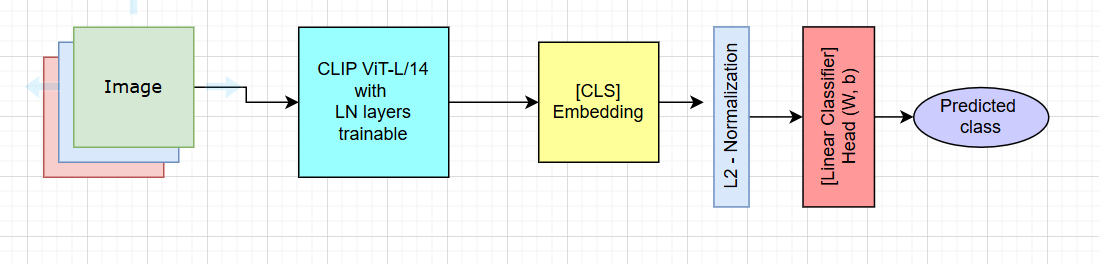 Image
CLIP ViT-L/14
with
LN layers
trainable
[CLS]
Embedding
L2 - Normalization
[Linear Classifier]
Head (W, b)
Predicted
class